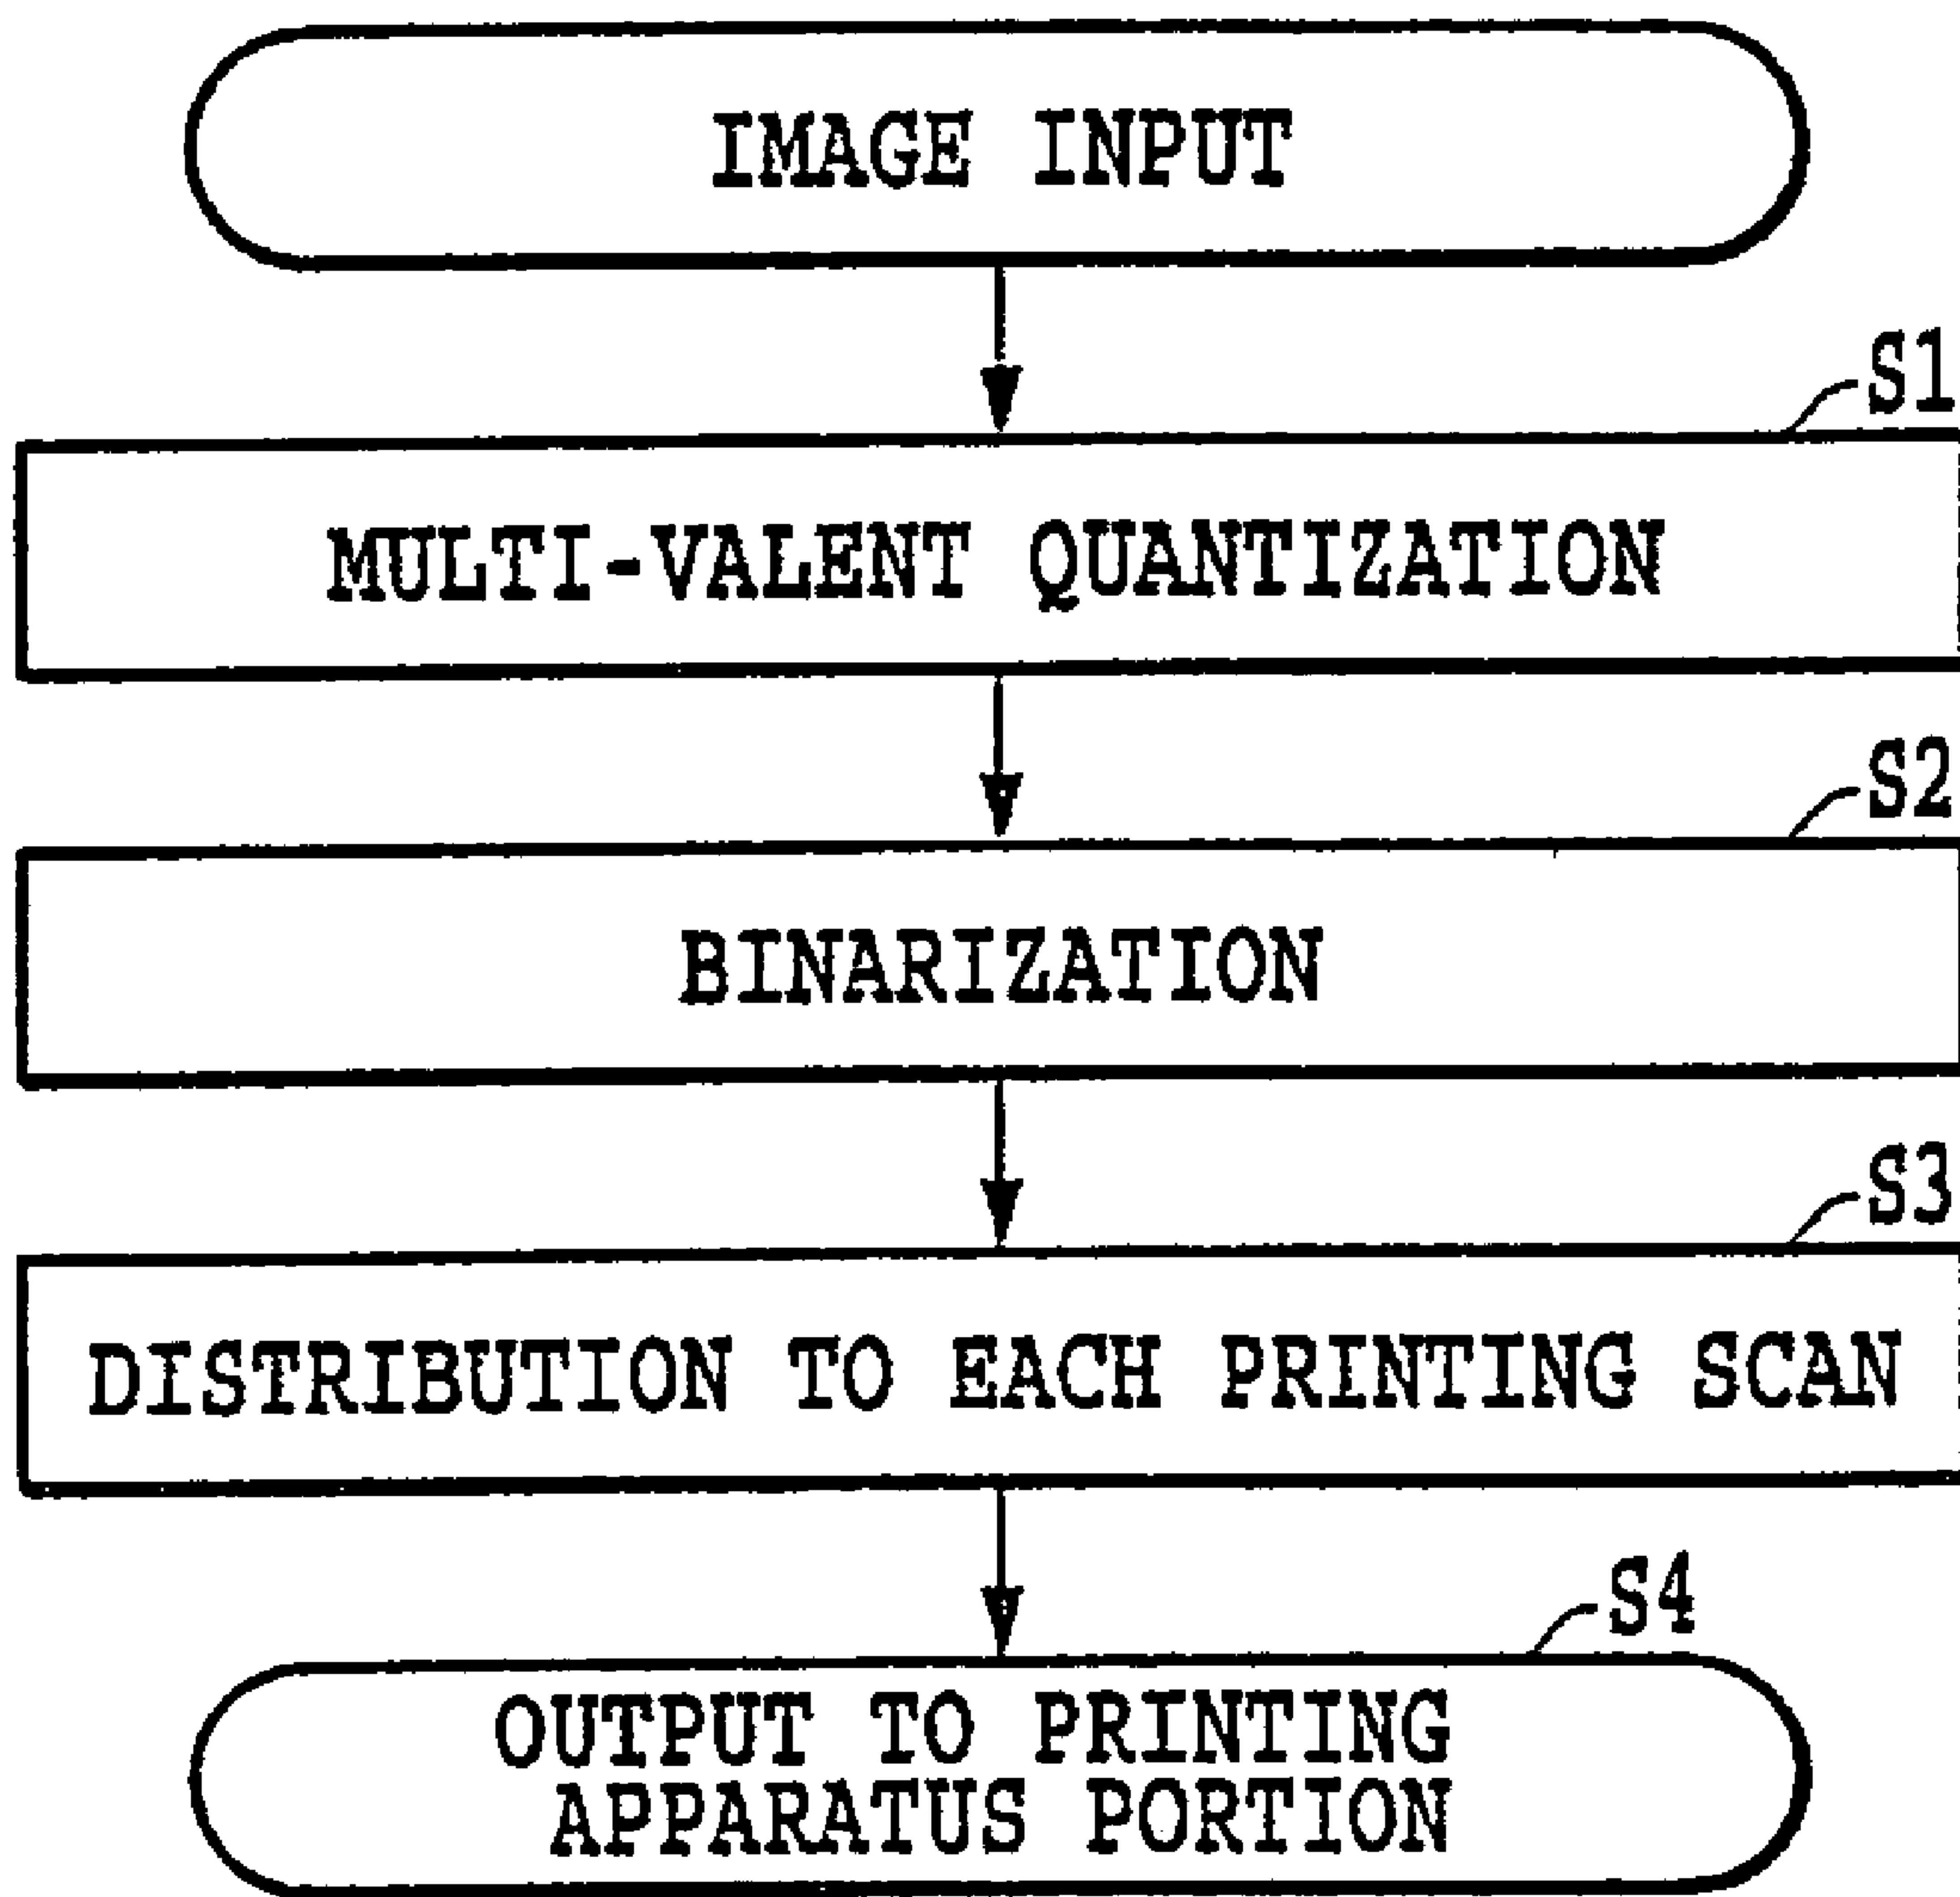 IMAGE INPUT
S1
MULTI-VALENT QUANTIZATION
S2
BINARIZATION
S3
DISTRIBUTION TO EACH PRINTING SCAN
S4
OUTPUT TO PRINTING
APPARATUS PORTION